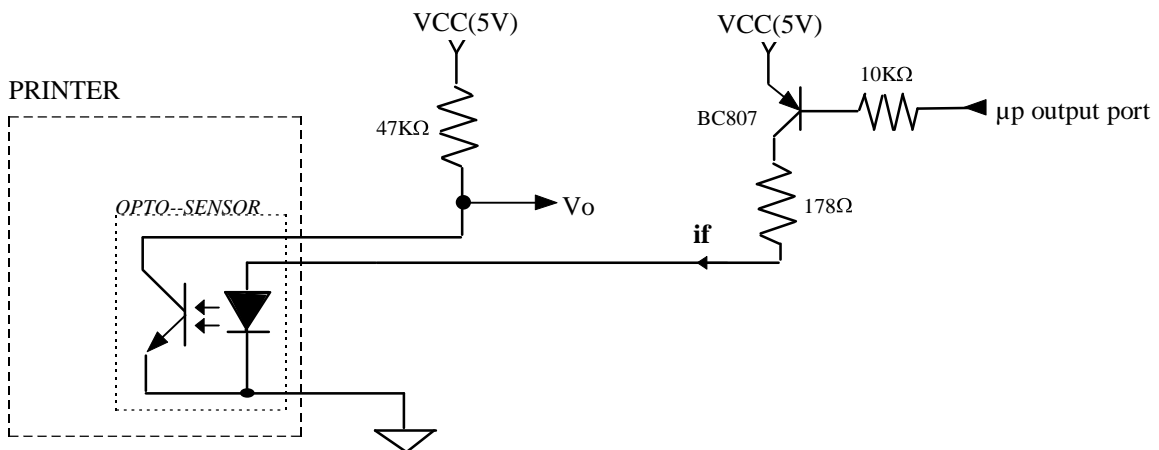 VCC(5V)
VCC(5V)
PRINTER
10KΩ
47KΩ
BC807
µp output port
OPTO--SENSOR
Vo
178Ω
if